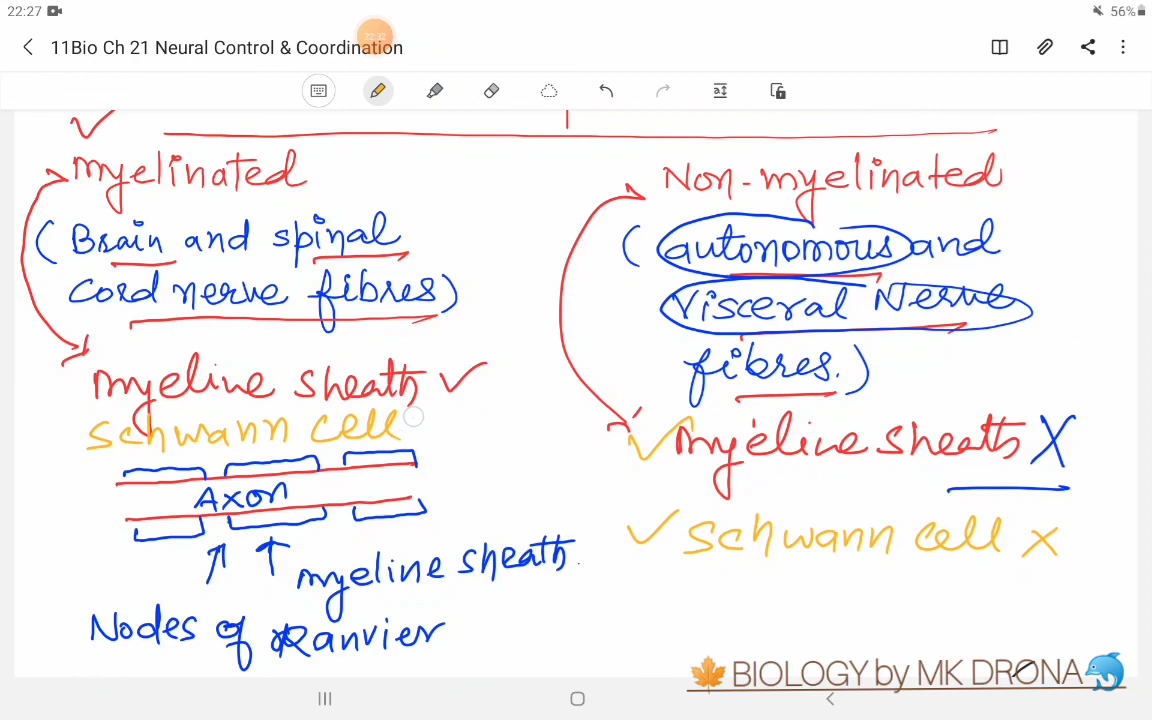 22:27
56%
11Bio Ch 21 Neural Control & Coordination
22:32
Myelinated
(Brain and spinal
cord nerve fibres)
Myeline sheath ✓
Schwann cell
Axon
myeline sheath.
Nodes of Ranvier
Non-myelinated
(autonomous and
Visceral Nerve
fibres.)
✓ Myeline sheath X
✓ Schwann cell x
BIOLOGY by MK DRONA